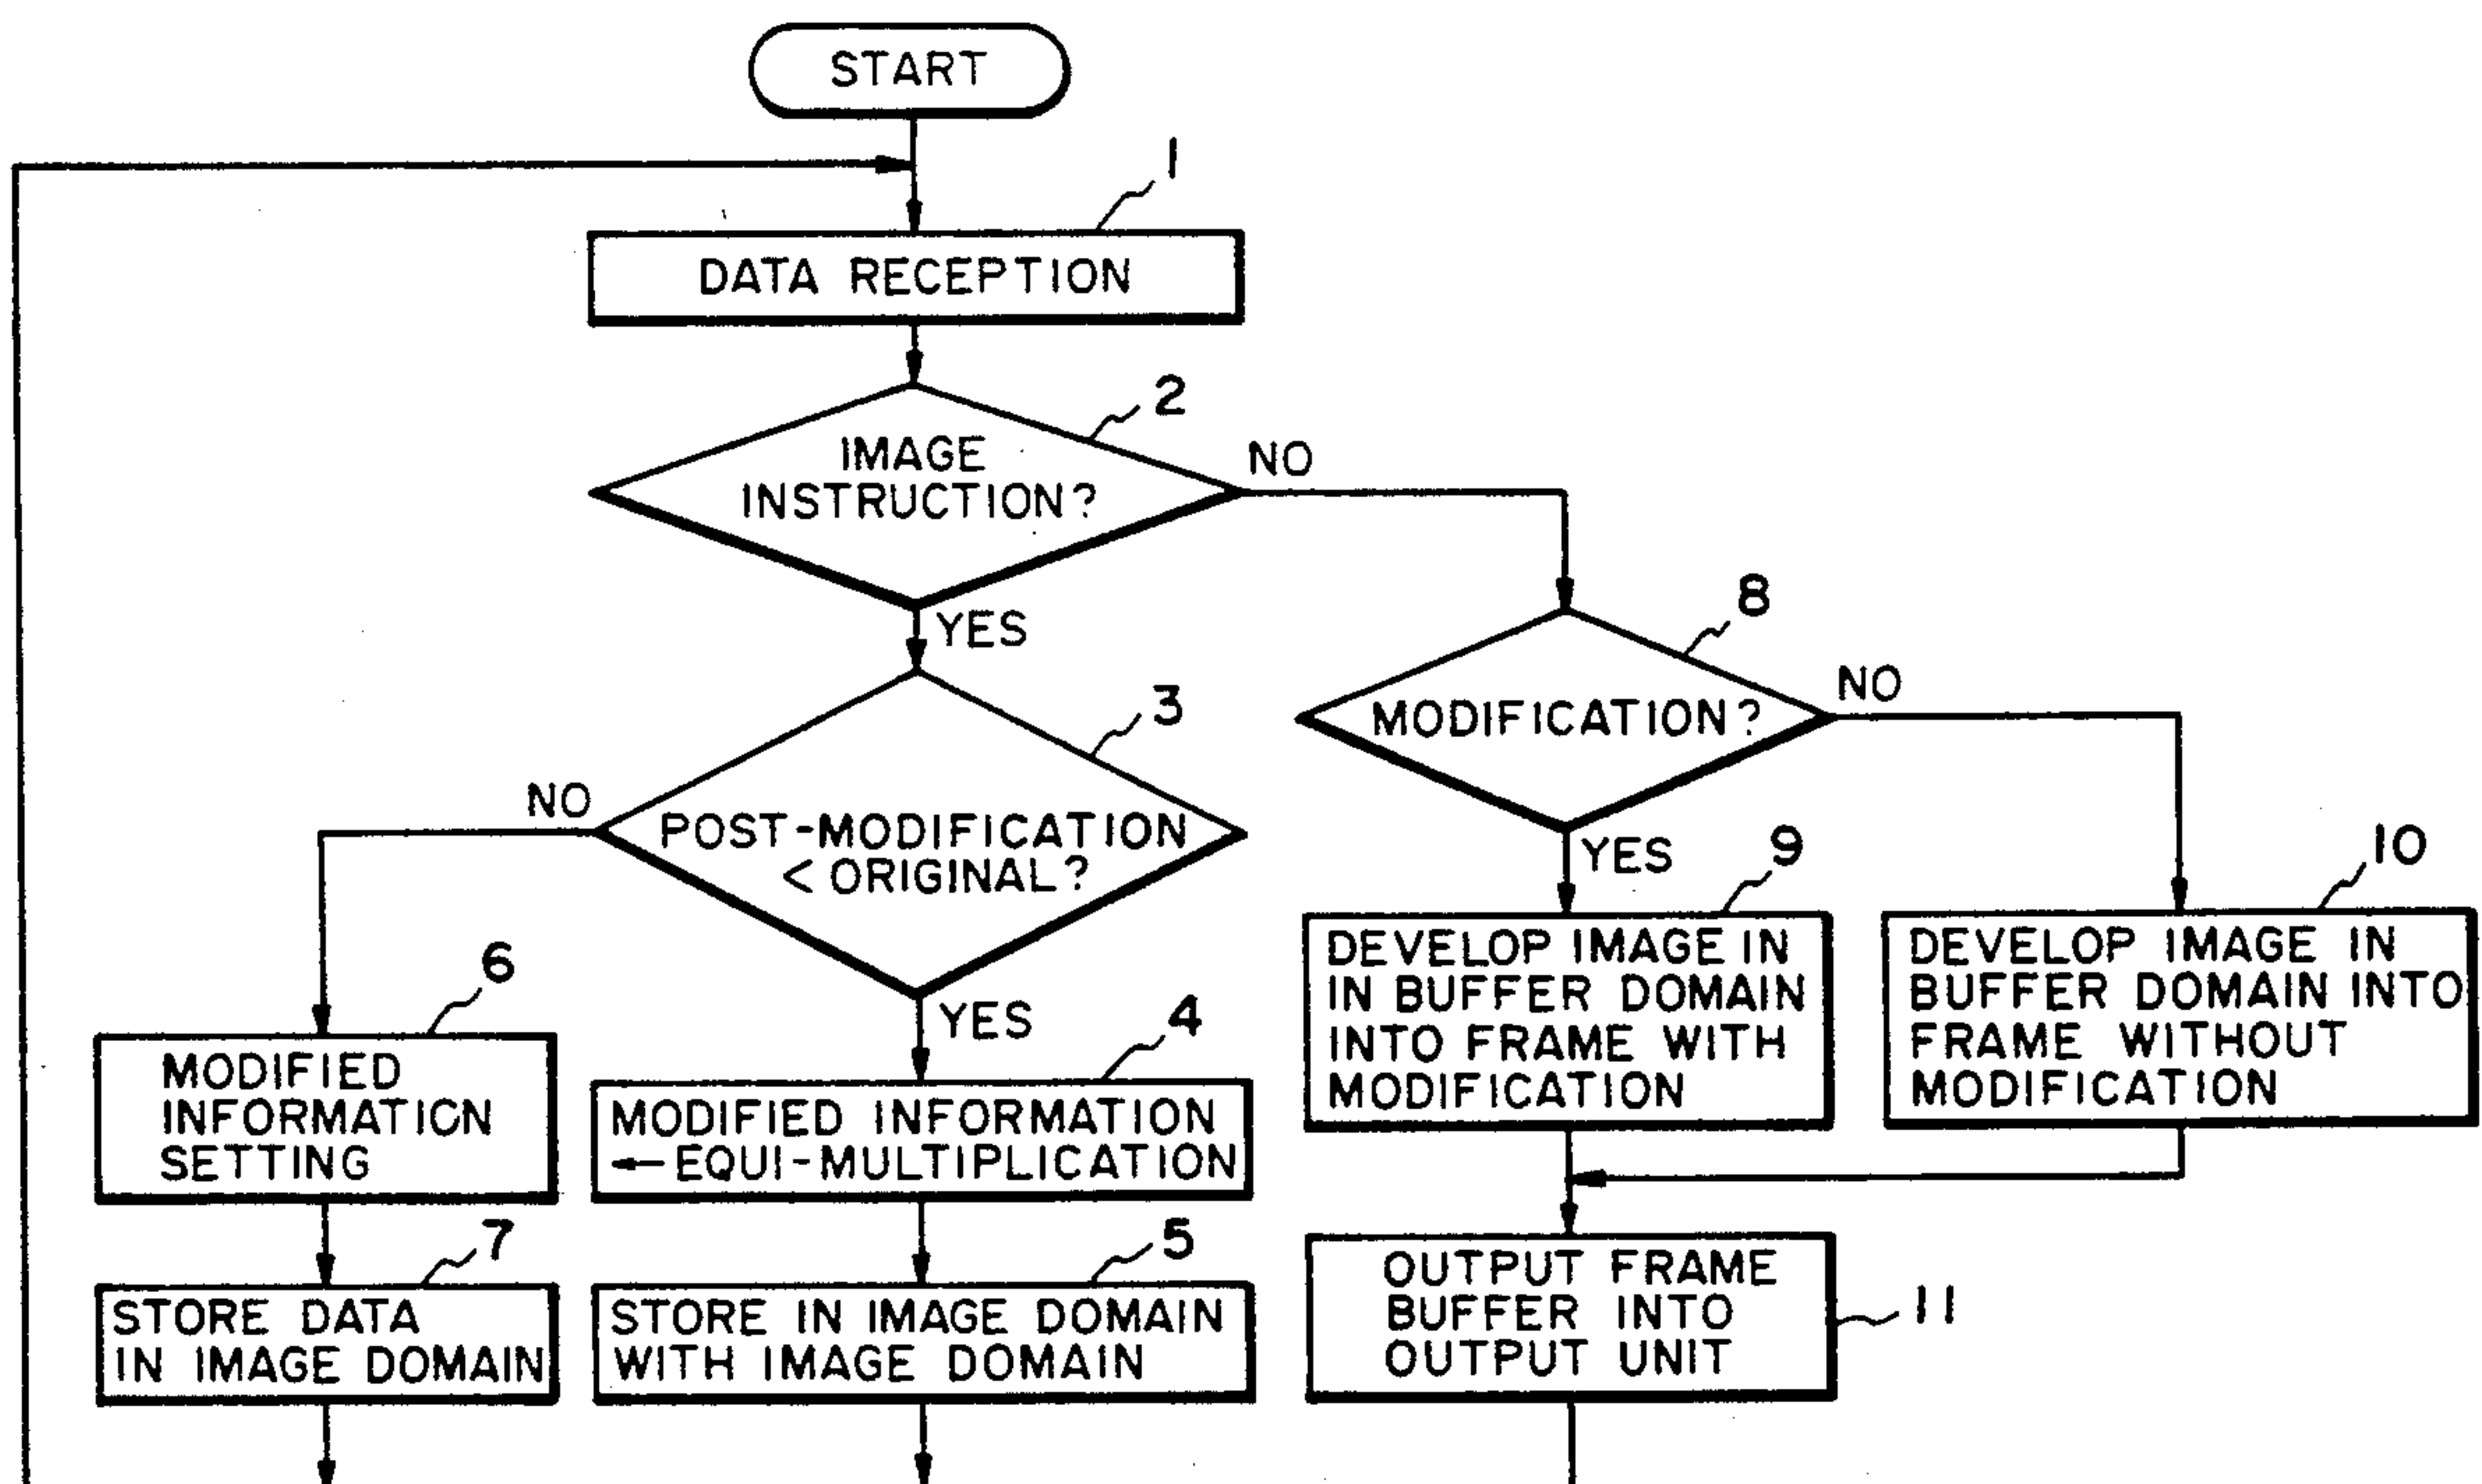 START
1
DATA RECEPTION
2
IMAGE
INSTRUCTION?
NO
YES
3
POST-MODIFICATION
< ORIGINAL?
NO
YES
8
MODIFICATION?
NO
YES
6
MODIFIED
INFORMATION
SETTING
4
MODIFIED INFORMATION
← EQUI-MULTIPLICATION
9
DEVELOP IMAGE IN
IN BUFFER DOMAIN
INTO FRAME WITH
MODIFICATION
10
DEVELOP IMAGE IN
BUFFER DOMAIN INTO
FRAME WITHOUT
MODIFICATION
7
STORE DATA
IN IMAGE DOMAIN
5
STORE IN IMAGE DOMAIN
WITH IMAGE DOMAIN
OUTPUT FRAME
BUFFER INTO
OUTPUT UNIT
11